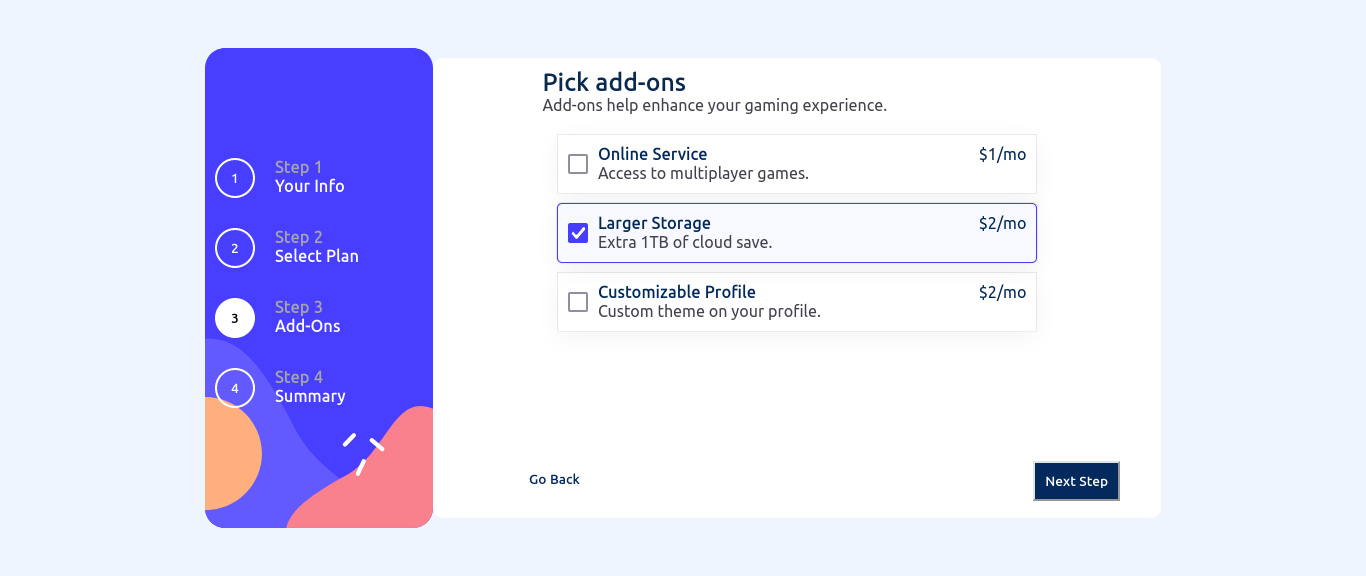 1
Step 1
Your Info
2
Step 2
Select Plan
3
Step 3
Add-Ons
4
Step 4
Summary
Pick add-ons
Add-ons help enhance your gaming experience.
Online Service
$1/mo
Access to multiplayer games.
Larger Storage
$2/mo
Extra 1TB of cloud save.
Customizable Profile
$2/mo
Custom theme on your profile.
Go Back
Next Step